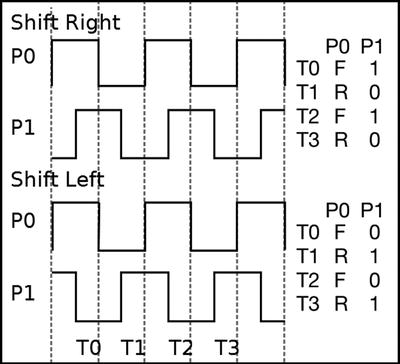 Shift Right
P0
P1
P0 P1
T0 F 1
T1 R 0
T2 F 1
T3 R 0
Shift Left
P0
P1
P0 P1
T0 F 0
T1 R 1
T2 F 0
T3 R 1
T0 T1 T2 T3